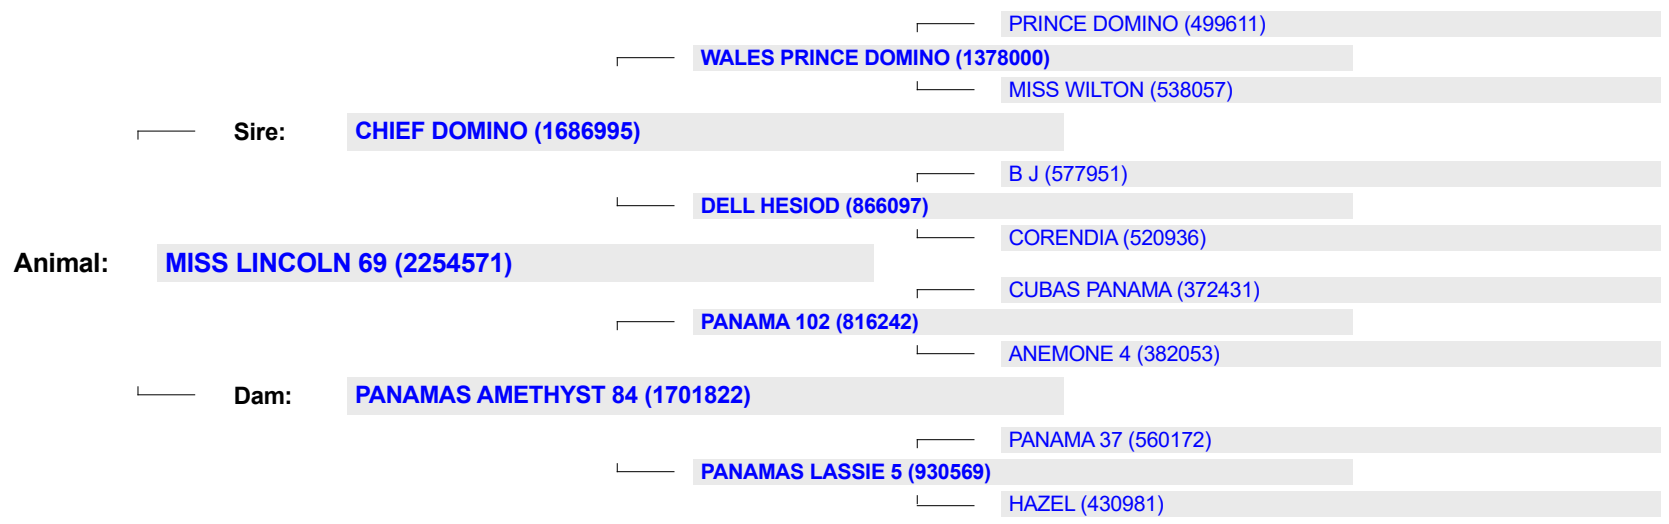 PRINCE DOMINO (499611)
WALES PRINCE DOMINO (1378000)
MISS WILTON (538057)
Sire: CHIEF DOMINO (1686995)
B J (577951)
DELL HESIOD (866097)
CORENDIA (520936)
Animal: MISS LINCOLN 69 (2254571)
CUBAS PANAMA (372431)
PANAMA 102 (816242)
ANEMONE 4 (382053)
Dam: PANAMAS AMETHYST 84 (1701822)
PANAMA 37 (560172)
PANAMAS LASSIE 5 (930569)
HAZEL (430981)